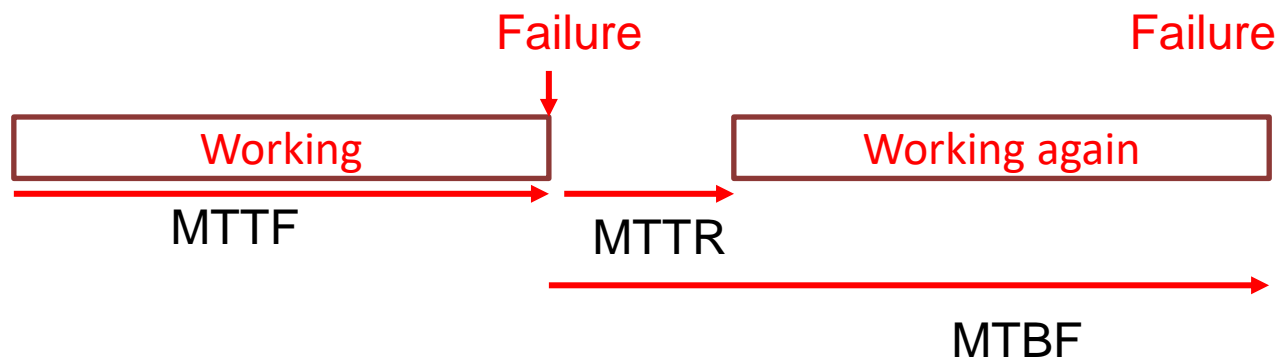 Failure
Failure
Working
Working again
MTTF
MTTR
MTBF